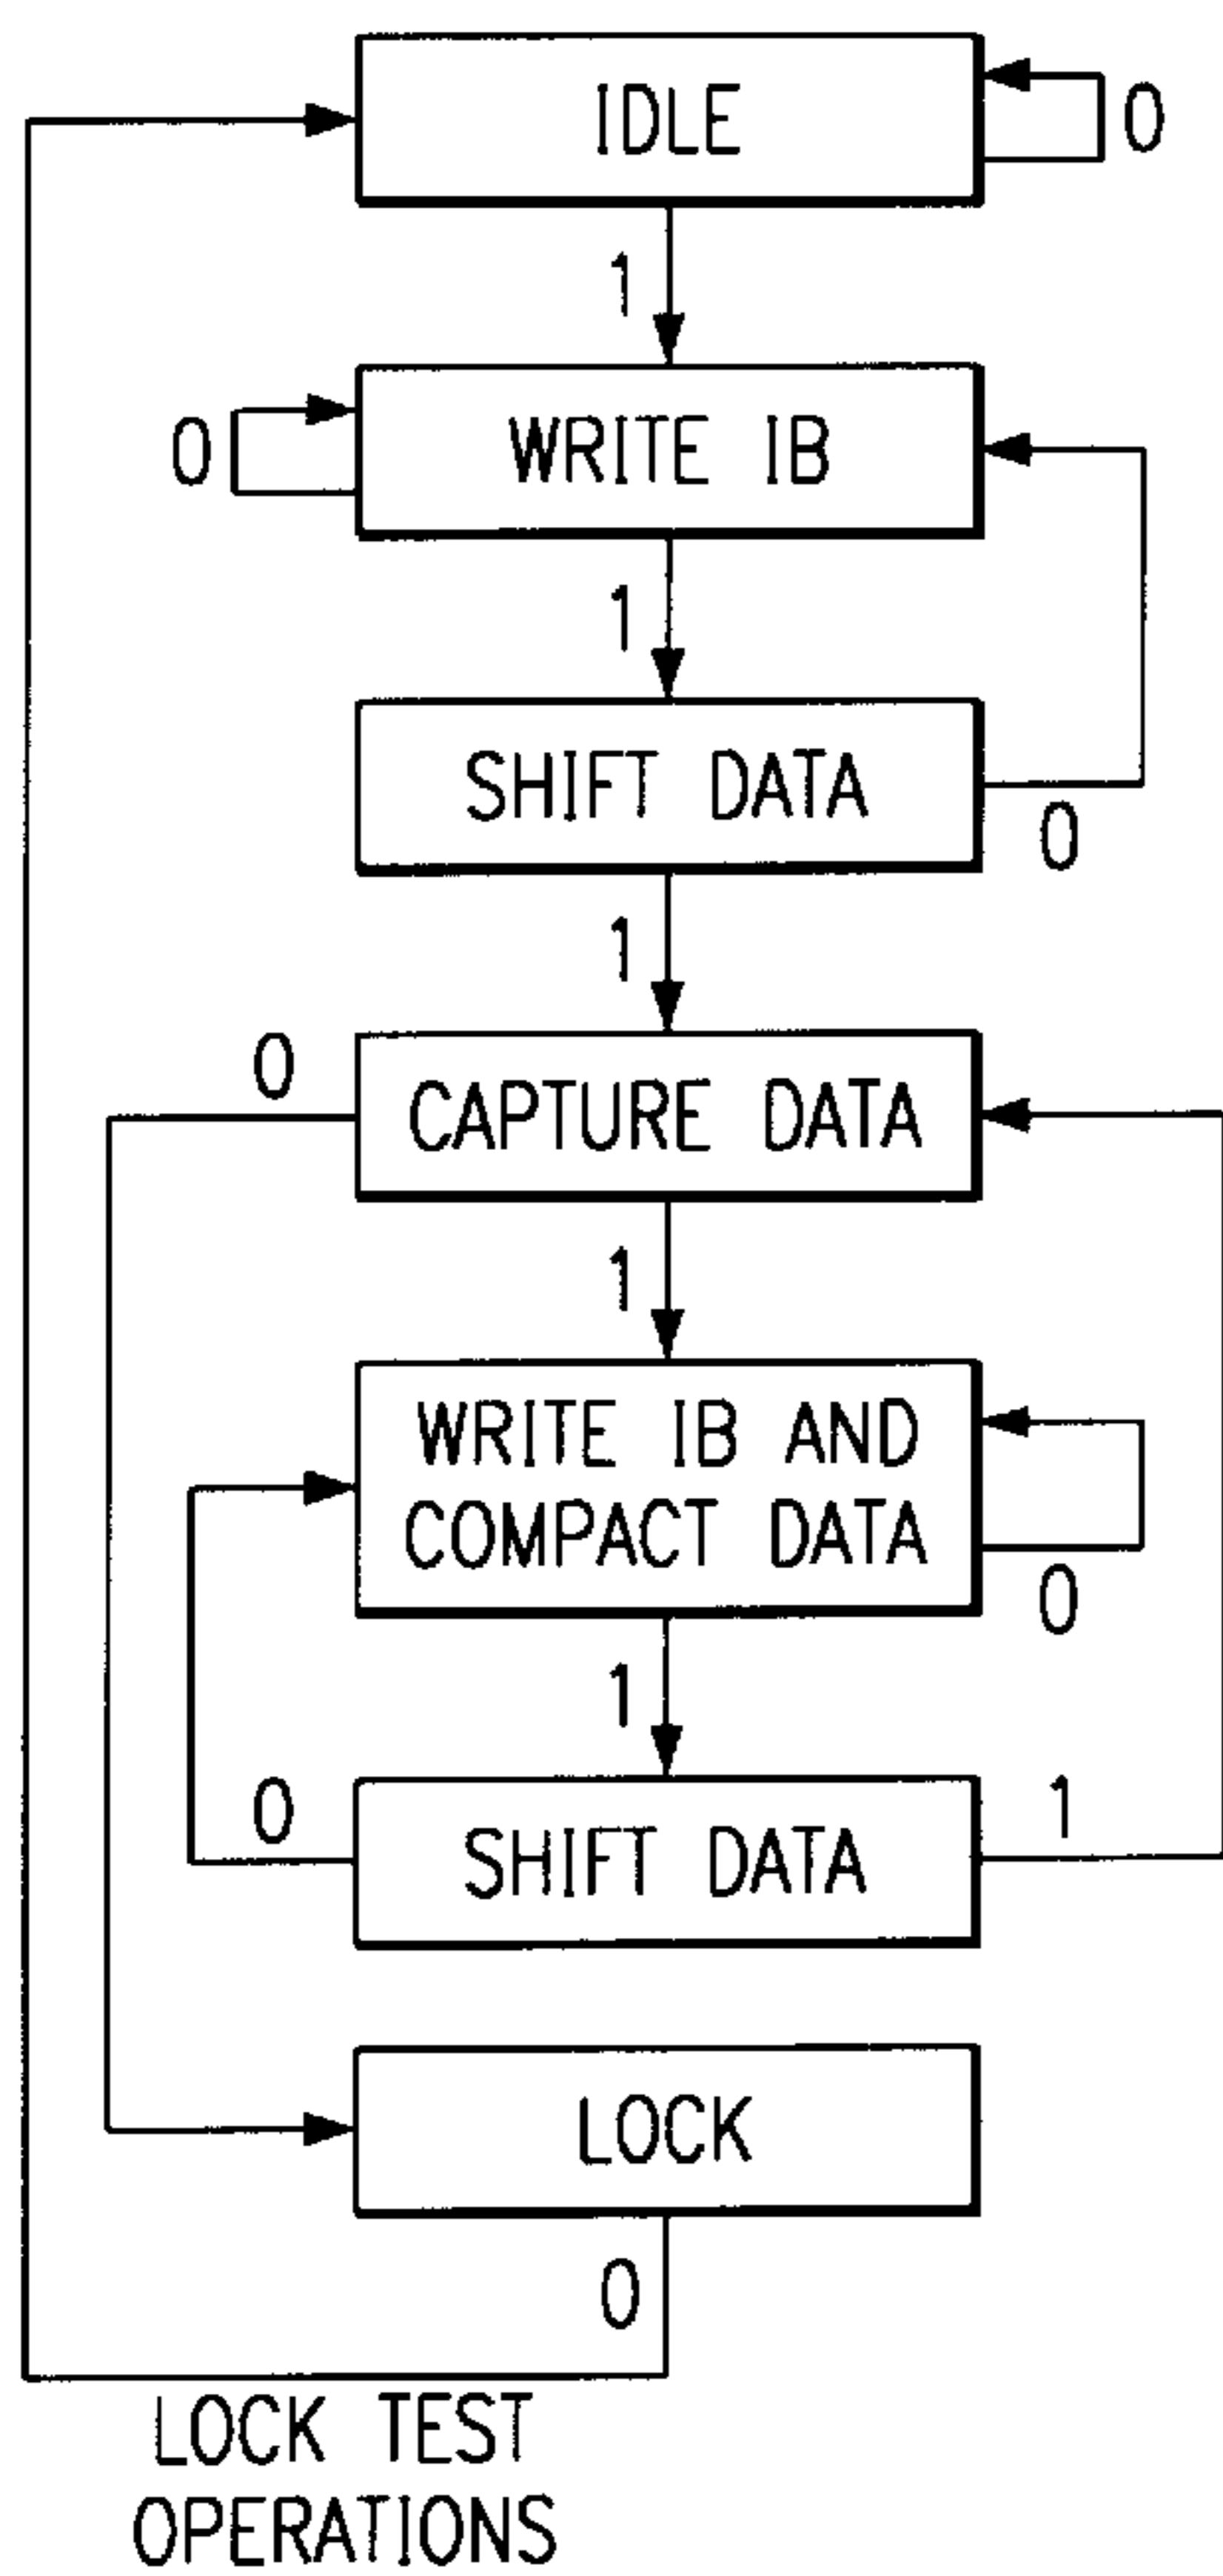 IDLE
0
1
WRITE IB
0
1
SHIFT DATA
0
1
0
CAPTURE DATA
1
WRITE IB AND
COMPACT DATA
0
1
0
1
SHIFT DATA
LOCK
0
LOCK TEST
OPERATIONS